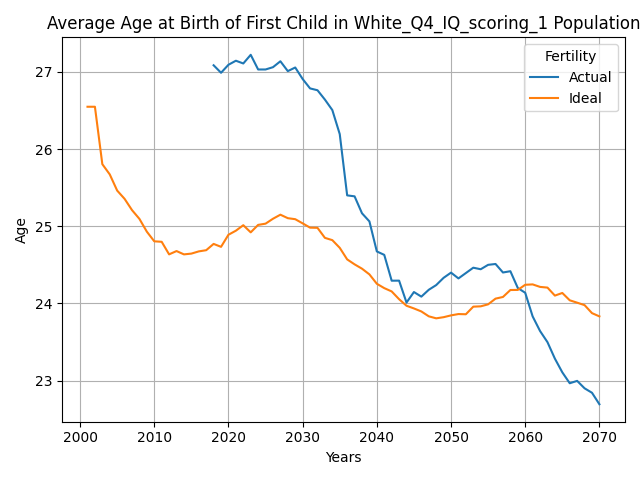 Average Age at Birth of First Child in White_Q4_IQ_scoring_1 Population
Fertility
Actual
Ideal
Age
27
26
25
24
23
2000 2010 2020 2030 2040 2050 2060 2070
Years